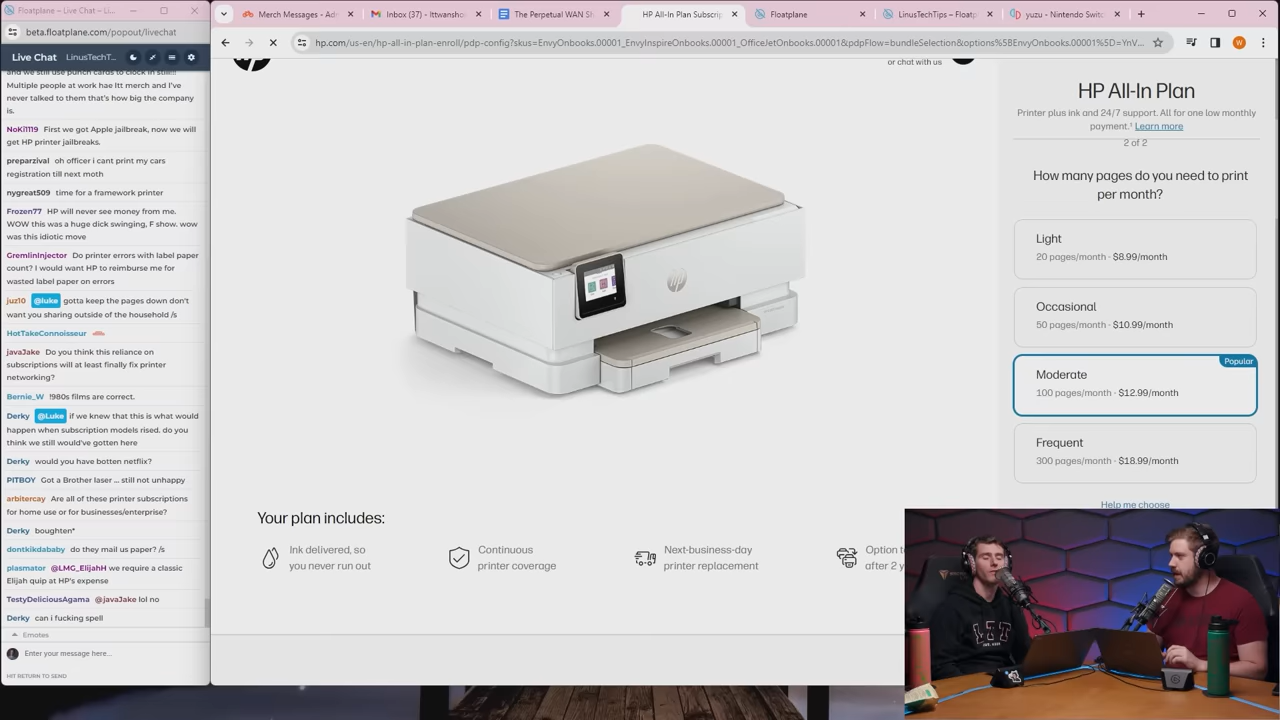 Floatplane – Live Chat – Li...
beta.floatplane.com/popout/livechat
Live Chat LinusTechT...
and we still use punch cards to clock in still!!!
Multiple people at work hae ltt merch and I've
never talked to them that's how big the company
is.
NoKi1119 First we got Apple jailbreak, now we will
get HP printer jailbreaks.
preparzival oh officer i cant print my cars
registration till next moth
nygreat509 time for a framework printer
Frozen77 HP will never see money from me.
WOW this was a huge dick swinging, F show. wow
was this idiotic move
GremlinInjector Do printer errors with label paper
count? I would want HP to reimburse me for
wasted label paper on errors
juz10 @luke gotta keep the pages down don't
want you sharing outside of the household /s
HotTakeConnoisseur
javaJake Do you think this reliance on
subscriptions will at least finally fix printer
networking?
Bernie_W !980s films are correct.
Derky @Luke if we knew that this is what would
happen when subscription models rised. do you
think we still would've gotten here
Derky would you have botten netflix?
PITBOY Got a Brother laser ... still not unhappy
arbitercay Are all of these printer subscriptions
for home use or for businesses/enterprise?
Derky boughten*
dontkikdababy do they mail us paper? /s
plasmator @LMG_ElijahH we require a classic
Elijah quip at HP's expense
TestyDeliciousAgama @javaJake lol no
Derky can i fucking spell
Emotes
Enter your message here...
HIT RETURN TO SEND
Merch Messages - Ad
Inbox (37) - lttwansho
The Perpetual WAN Sh
HP All-In Plan Subscrip
Floatplane
LinusTechTips – Floatp
yuzu - Nintendo Switc
hp.com/us-en/hp-all-in-plan-enroll/pdp-config?skus=EnvyOnbooks.00001_EnvyInspireOnbooks.00001_OfficeJetOnbooks.00001&pdpFlow=bundleSelection&options%5BEnvyOnbooks.00001%5D=YnV...
W
or chat with us
hp
HP All-In Plan
Printer plus ink and 24/7 support. All for one low monthly
payment.¹ Learn more
2 of 2
How many pages do you need to print
per month?
Light
20 pages/month · $8.99/month
Occasional
50 pages/month · $10.99/month
Popular
Moderate
100 pages/month · $12.99/month
Frequent
300 pages/month · $18.99/month
Help me choose
Your plan includes:
Ink delivered, so
you never run out
Continuous
printer coverage
Next-business-day
printer replacement
Option t
after 2 y